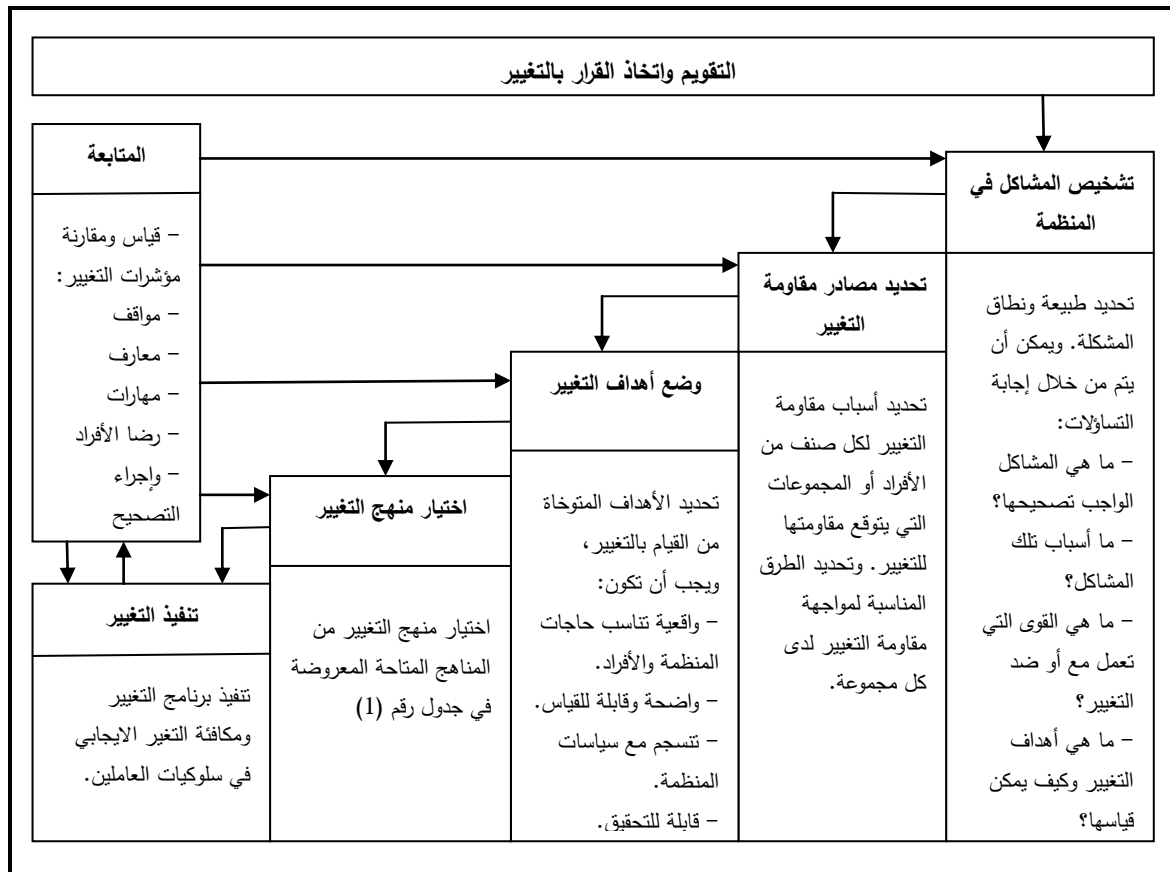 التقويم واتخاذ القرار بالتغيير
تشخيص المشاكل في
المنظمة
تحديد طبيعة ونطاق
المشكلة. ويمكن أن
يتم من خلال إجابة
التساؤلات:
- ما هي المشاكل
الواجب تصحيحها؟
- ما أسباب تلك
المشاكل؟
- ما هي القوى التي
تعمل مع أو ضد
التغيير؟
- ما هي أهداف
التغيير وكيف يمكن
قياسها؟
تحديد مصادر مقاومة
التغيير
تحديد أسباب مقاومة
التغيير لكل صنف من
الأفراد أو المجموعات
التي يتوقع مقاومتها
للتغيير. وتحديد الطرق
المناسبة لمواجهة
مقاومة التغيير لدى
كل مجموعة.
وضع أهداف التغيير
تحديد الأهداف المتوخاة
من القيام بالتغيير،
ويجب أن تكون:
- واقعية تناسب حاجات
المنظمة والأفراد.
- واضحة وقابلة للقياس.
- تنسجم مع سياسات
المنظمة.
- قابلة للتحقيق.
اختيار منهج التغيير
اختيار منهج التغيير من
المناهج المتاحة المعروضة
في جدول رقم (1)
تنفيذ التغيير
تنفيذ برنامج التغيير
ومكافئة التغير الايجابي
في سلوكيات العاملين.
المتابعة
- قياس ومقارنة
مؤشرات التغيير:
- مواقف
- معارف
- مهارات
- رضا الأفراد
- وإجراء
التصحيح